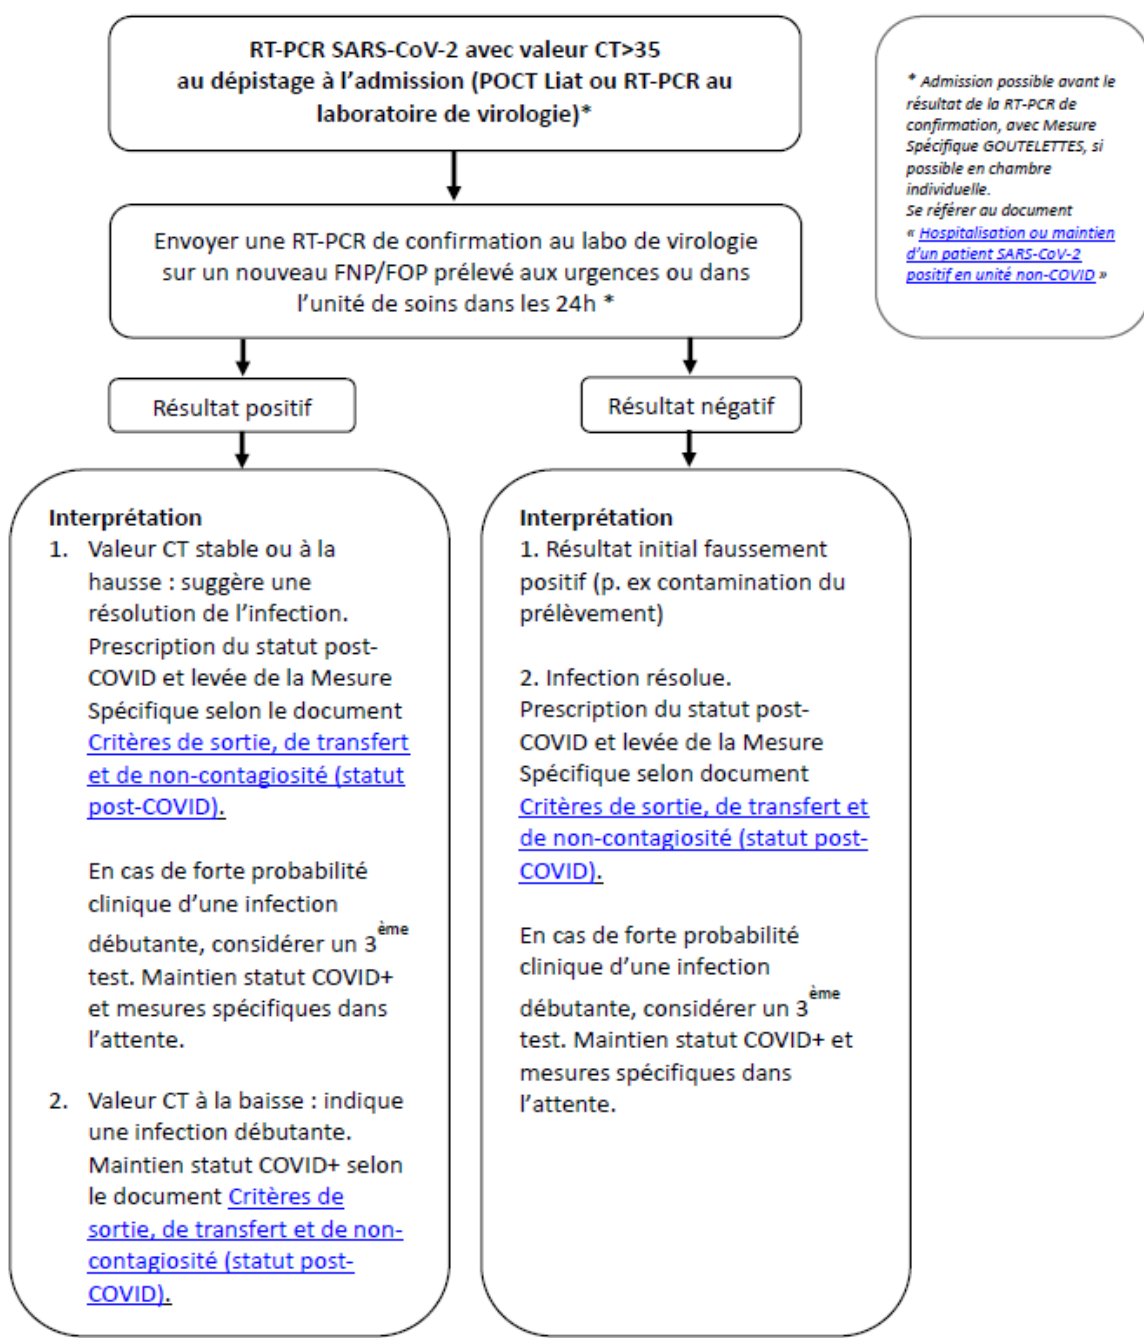 RT-PCR SARS-CoV-2 avec valeur CT>35
au dépistage à l'admission (POCT Liat ou RT-PCR au
laboratoire de virologie)*
* Admission possible avant le
résultat de la RT-PCR de
confirmation, avec Mesure
Spécifique GOUTELETTES, si
possible en chambre
individuelle.
Se référer au document
« Hospitalisation ou maintien
d'un patient SARS-CoV-2
positif en unité non-COVID »
Envoyer une RT-PCR de confirmation au labo de virologie
sur un nouveau FNP/FOP prélevé aux urgences ou dans
l'unité de soins dans les 24h *
Résultat positif
Résultat négatif
Interprétation
1. Valeur CT stable ou à la
hausse : suggère une
résolution de l'infection.
Prescription du statut post-
COVID et levée de la Mesure
Spécifique selon le document
Critères de sortie, de transfert
et de non-contagiosité (statut
post-COVID).
En cas de forte probabilité
clinique d'une infection
débutante, considérer un 3ème
test. Maintien statut COVID+
et mesures spécifiques dans
l'attente.
2. Valeur CT à la baisse : indique
une infection débutante.
Maintien statut COVID+ selon
le document Critères de
sortie, de transfert et de non-
contagiosité (statut post-
COVID).
Interprétation
1. Résultat initial faussement
positif (p. ex contamination du
prélèvement)
2. Infection résolue.
Prescription du statut post-
COVID et levée de la Mesure
Spécifique selon document
Critères de sortie, de transfert et
de non-contagiosité (statut post-
COVID).
En cas de forte probabilité
clinique d'une infection
débutante, considérer un 3ème
test. Maintien statut COVID+ et
mesures spécifiques dans
l'attente.